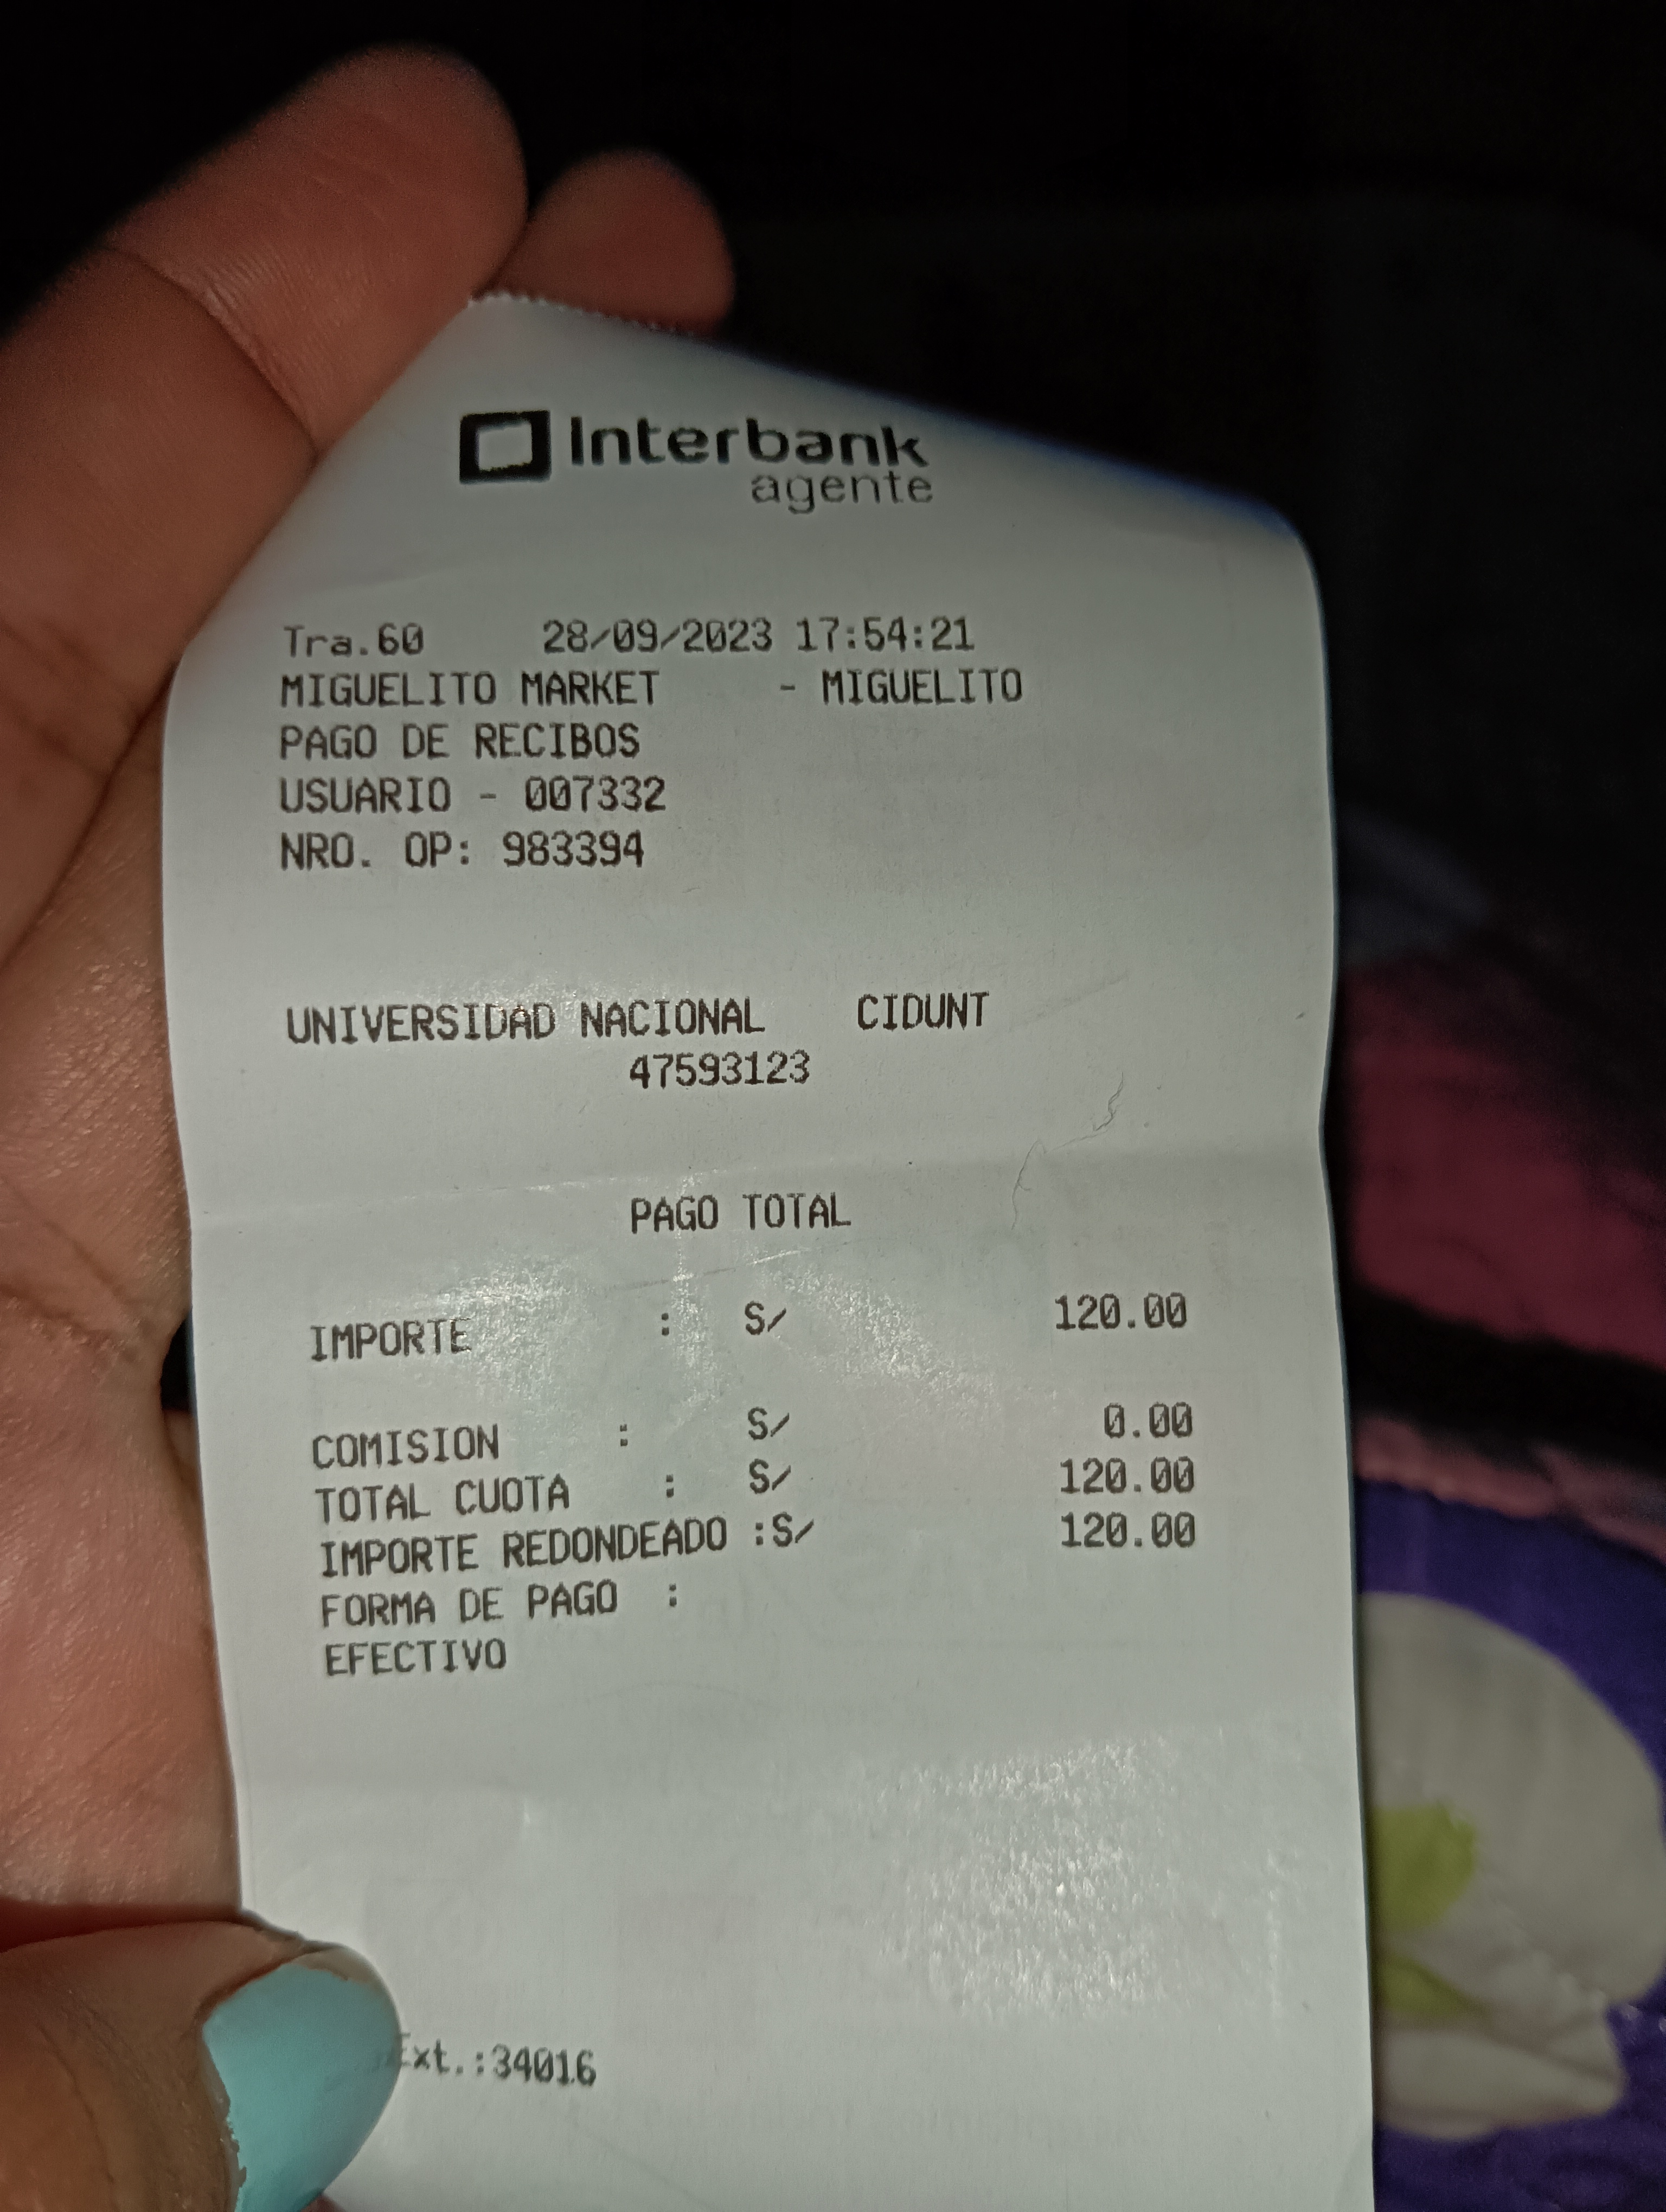 Interbank
agente
Tra.60 28/09/2023 17:54:21
MIGUELITO MARKET - MIGUELITO
PAGO DE RECIBOS
USUARIO - 007332
NRO. OP: 983394
UNIVERSIDAD NACIONAL CIDUNT
47593123
PAGO TOTAL
IMPORTE : S/ 120.00
COMISION : S/ 0.00
TOTAL CUOTA : S/ 120.00
IMPORTE REDONDEADO :S/ 120.00
FORMA DE PAGO :
EFECTIVO
Ext.:34016